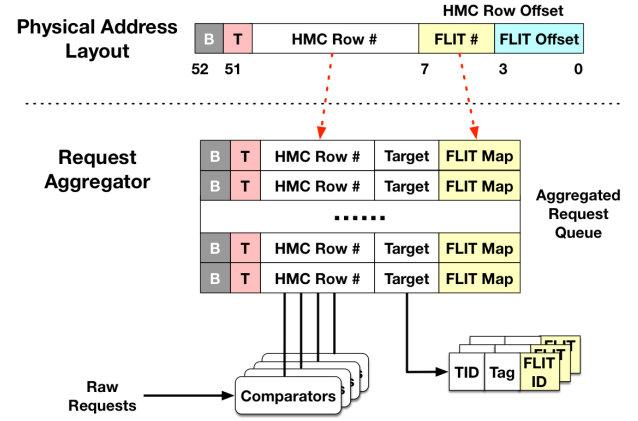 Physical Address
Layout
HMC Row Offset
B T HMC Row # FLIT # FLIT Offset
52 51 7 3 0
Request
Aggregator
B T HMC Row # Target FLIT Map
B T HMC Row # Target FLIT Map
......
B T HMC Row # Target FLIT Map
B T HMC Row # Target FLIT Map
Aggregated
Request
Queue
Raw
Requests
Comparators
TID Tag FLIT
ID